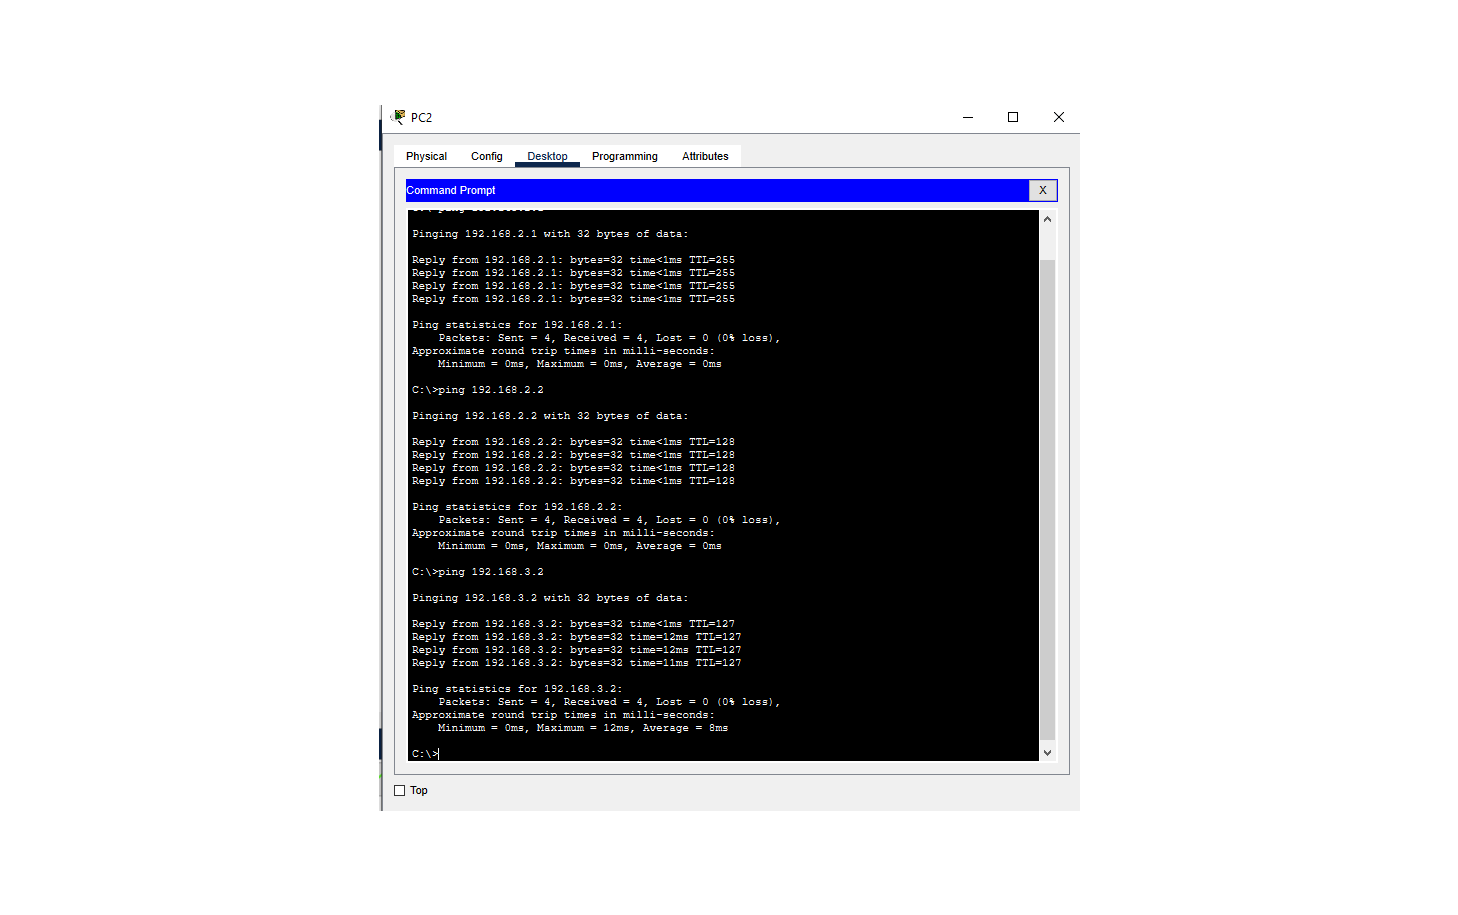 PC2
Physical Config Desktop Programming Attributes
Command Prompt X
Pinging 192.168.2.1 with 32 bytes of data:
Reply from 192.168.2.1: bytes=32 time<1ms TTL=255
Reply from 192.168.2.1: bytes=32 time<1ms TTL=255
Reply from 192.168.2.1: bytes=32 time<1ms TTL=255
Reply from 192.168.2.1: bytes=32 time<1ms TTL=255
Ping statistics for 192.168.2.1:
Packets: Sent = 4, Received = 4, Lost = 0 (0% loss),
Approximate round trip times in milli-seconds:
Minimum = 0ms, Maximum = 0ms, Average = 0ms
C:\>ping 192.168.2.2
Pinging 192.168.2.2 with 32 bytes of data:
Reply from 192.168.2.2: bytes=32 time<1ms TTL=128
Reply from 192.168.2.2: bytes=32 time<1ms TTL=128
Reply from 192.168.2.2: bytes=32 time<1ms TTL=128
Reply from 192.168.2.2: bytes=32 time<1ms TTL=128
Ping statistics for 192.168.2.2:
Packets: Sent = 4, Received = 4, Lost = 0 (0% loss),
Approximate round trip times in milli-seconds:
Minimum = 0ms, Maximum = 0ms, Average = 0ms
C:\>ping 192.168.3.2
Pinging 192.168.3.2 with 32 bytes of data:
Reply from 192.168.3.2: bytes=32 time<1ms TTL=127
Reply from 192.168.3.2: bytes=32 time=12ms TTL=127
Reply from 192.168.3.2: bytes=32 time=12ms TTL=127
Reply from 192.168.3.2: bytes=32 time=11ms TTL=127
Ping statistics for 192.168.3.2:
Packets: Sent = 4, Received = 4, Lost = 0 (0% loss),
Approximate round trip times in milli-seconds:
Minimum = 0ms, Maximum = 12ms, Average = 8ms
C:\>
Top